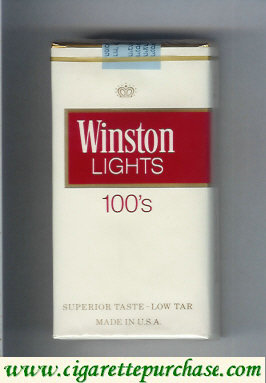 Winston
LIGHTS
100's
SUPERIOR TASTE - LOW TAR
MADE IN U.S.A.
www.cigarettepurchase.com